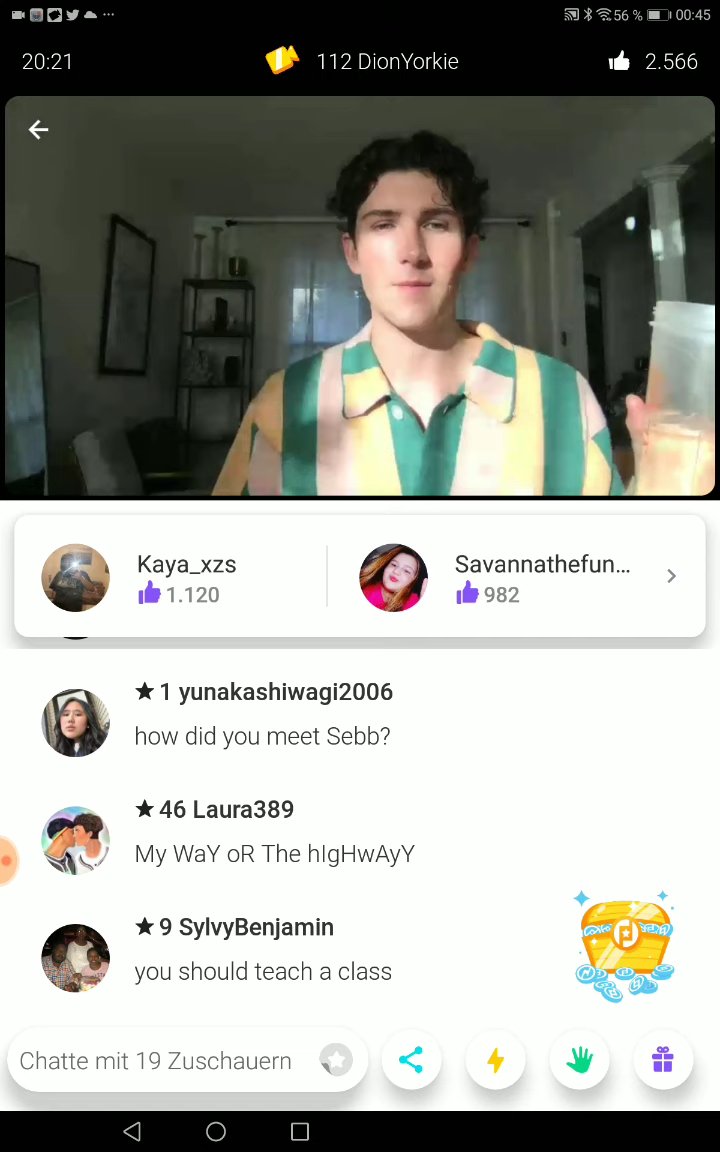 56 % 00:45
20:21
112 DionYorkie
2.566
Kaya_xzs
1.120
Savannathefun...
982
★ 1 yunakashiwagi2006
how did you meet Sebb?
★ 46 Laura389
My WaY oR The hIgHwAyY
★ 9 SylvyBenjamin
you should teach a class
Chatte mit 19 Zuschauern